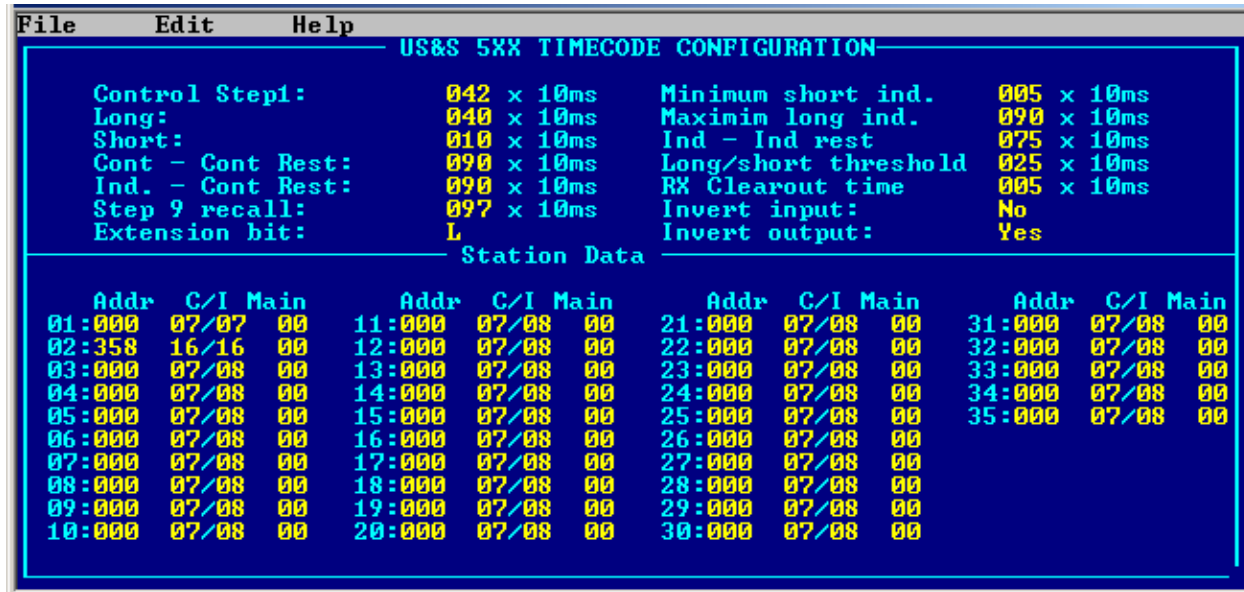 File Edit Help
US&S 5XX TIMECODE CONFIGURATION
Control Step1: 042 x 10ms Minimum short ind. 005 x 10ms
Long: 040 x 10ms Maximim long ind. 090 x 10ms
Short: 010 x 10ms Ind - Ind rest 075 x 10ms
Cont - Cont Rest: 090 x 10ms Long/short threshold 025 x 10ms
Ind. - Cont Rest: 090 x 10ms RX Clearout time 005 x 10ms
Step 9 recall: 097 x 10ms Invert input: No
Extension bit: L Invert output: Yes
Station Data
Addr C/I Main Addr C/I Main Addr C/I Main Addr C/I Main
01:000 07/07 00 11:000 07/08 00 21:000 07/08 00 31:000 07/08 00
02:358 16/16 00 12:000 07/08 00 22:000 07/08 00 32:000 07/08 00
03:000 07/08 00 13:000 07/08 00 23:000 07/08 00 33:000 07/08 00
04:000 07/08 00 14:000 07/08 00 24:000 07/08 00 34:000 07/08 00
05:000 07/08 00 15:000 07/08 00 25:000 07/08 00 35:000 07/08 00
06:000 07/08 00 16:000 07/08 00 26:000 07/08 00
07:000 07/08 00 17:000 07/08 00 27:000 07/08 00
08:000 07/08 00 18:000 07/08 00 28:000 07/08 00
09:000 07/08 00 19:000 07/08 00 29:000 07/08 00
10:000 07/08 00 20:000 07/08 00 30:000 07/08 00